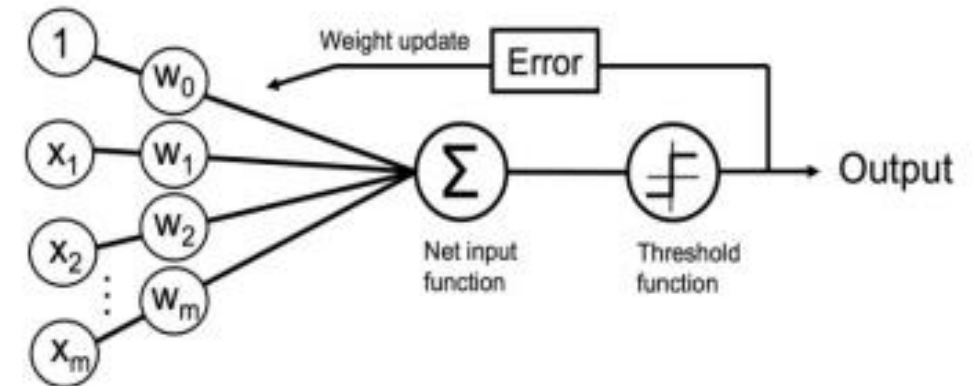 1
w0
Weight update
Error
x1
w1
Σ
Output
x2
w2
Net input
function
Threshold
function
⋮
wm
xm